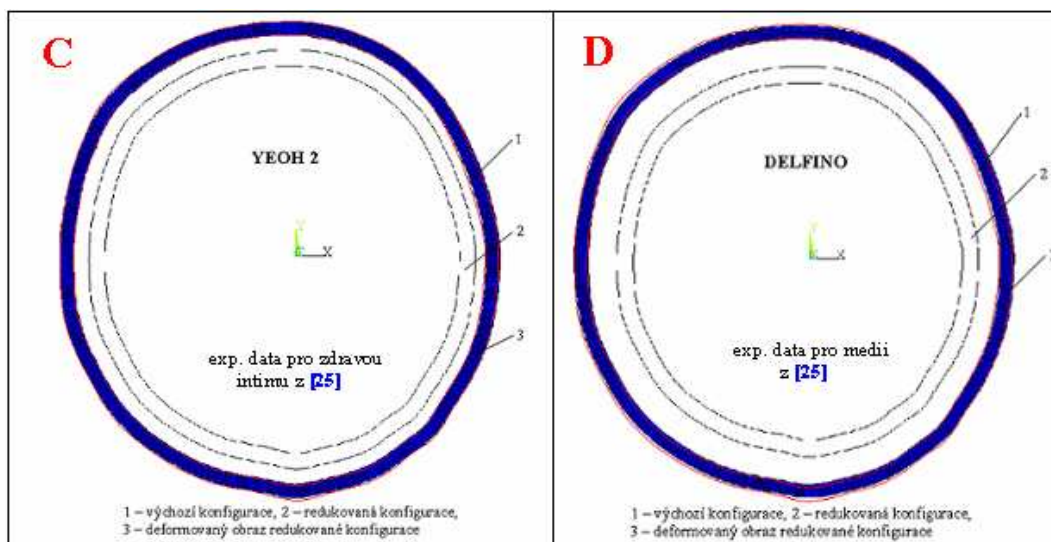 C
1
YEOH 2
Y
X
2
exp. data pro zdravou
intimu z [25]
3
1 – výchozí konfigurace, 2 – redukovaná konfigurace,
3 – deformovaný obraz redukované konfigurace
D
1
DELFINO
2
Y
X
exp. data pro medii
z [25]
1 – výchozí konfigurace, 2 – redukovaná konfigurace,
3 – deformovaný obraz redukované konfigurace